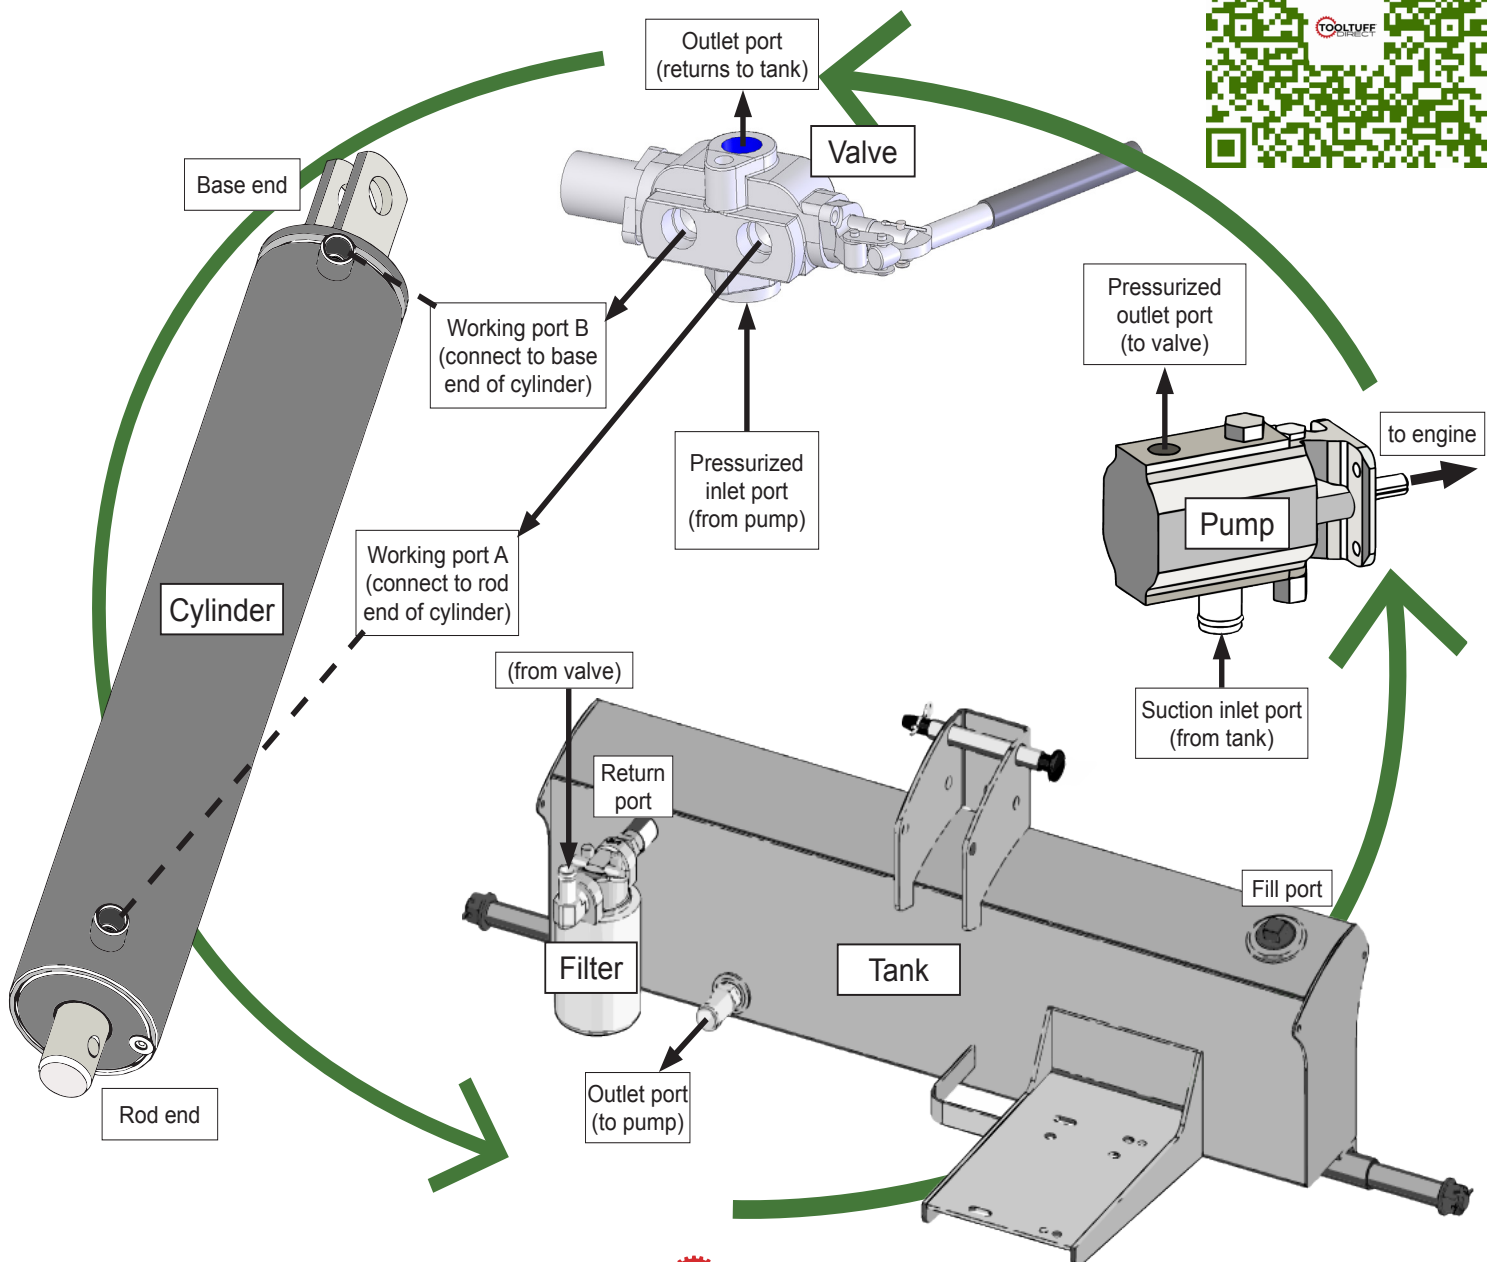 TOOLTUFF
DIRECT
Outlet port
(returns to tank)
Valve
Base end
Working port B
(connect to base
end of cylinder)
Pressurized
outlet port
(to valve)
to engine
Pressurized
inlet port
(from pump)
Pump
Working port A
(connect to rod
end of cylinder)
Cylinder
(from valve)
Suction inlet port
(from tank)
Return
port
Fill port
Filter
Tank
Outlet port
(to pump)
Rod end